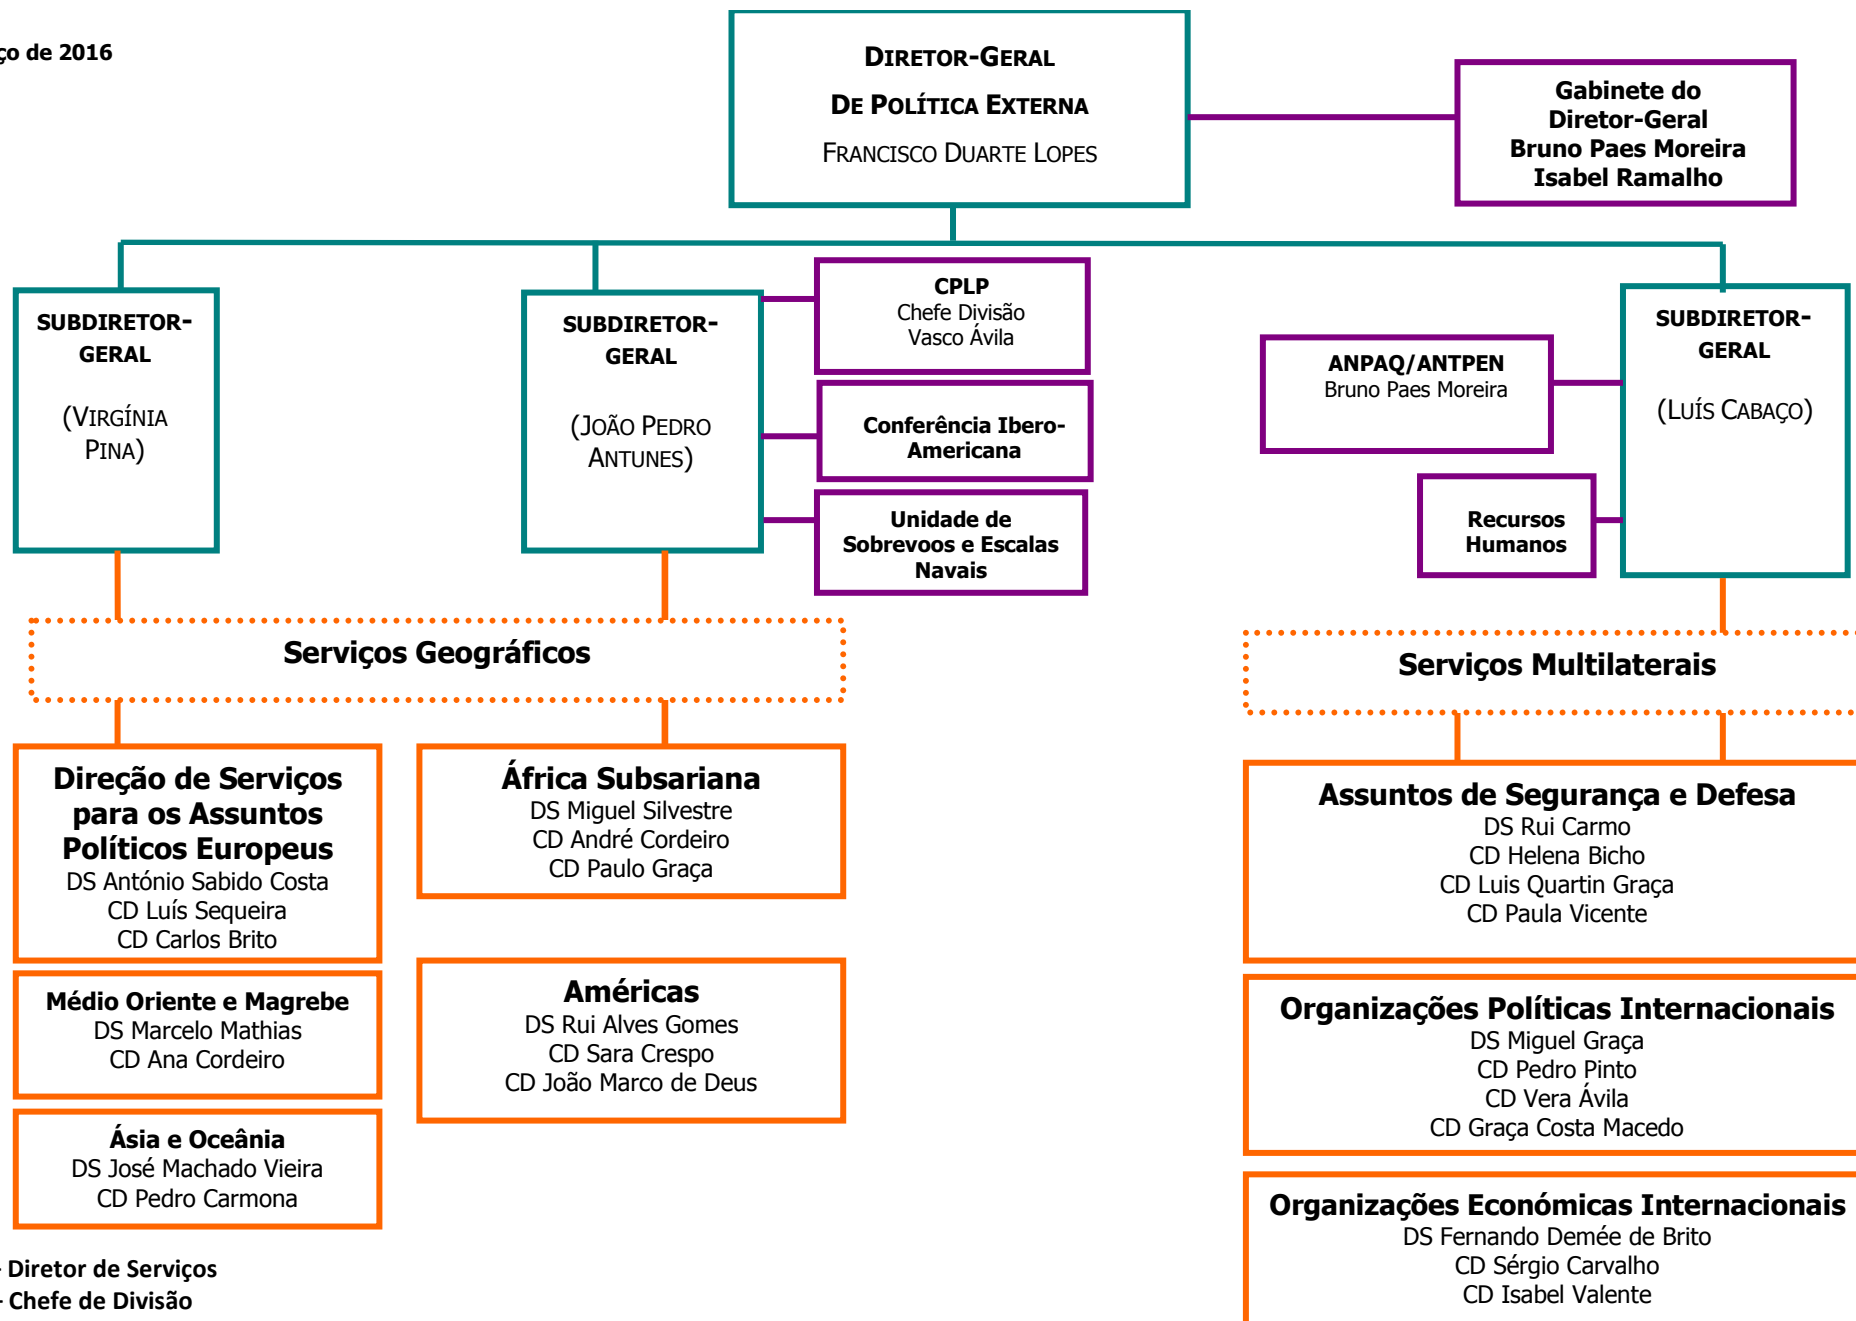 ço de 2016
DIRETOR-GERAL
DE POLÍTICA EXTERNA
FRANCISCO DUARTE LOPES
Gabinete do
Diretor-Geral
Bruno Paes Moreira
Isabel Ramalho
SUBDIRETOR-
GERAL
(VIRGÍNIA
PINA)
SUBDIRETOR-
GERAL
(JOÃO PEDRO
ANTUNES)
CPLP
Chefe Divisão
Vasco Ávila
Conferência Ibero-
Americana
Unidade de
Sobrevoos e Escalas
Navais
ANPAQ/ANTPEN
Bruno Paes Moreira
Recursos
Humanos
SUBDIRETOR-
GERAL
(LUÍS CABAÇO)
Serviços Geográficos
Serviços Multilaterais
Direção de Serviços
para os Assuntos
Políticos Europeus
DS António Sabido Costa
CD Luís Sequeira
CD Carlos Brito
Médio Oriente e Magrebe
DS Marcelo Mathias
CD Ana Cordeiro
Ásia e Oceânia
DS José Machado Vieira
CD Pedro Carmona
África Subsariana
DS Miguel Silvestre
CD André Cordeiro
CD Paulo Graça
Américas
DS Rui Alves Gomes
CD Sara Crespo
CD João Marco de Deus
Assuntos de Segurança e Defesa
DS Rui Carmo
CD Helena Bicho
CD Luis Quartin Graça
CD Paula Vicente
Organizações Políticas Internacionais
DS Miguel Graça
CD Pedro Pinto
CD Vera Ávila
CD Graça Costa Macedo
Organizações Económicas Internacionais
DS Fernando Demée de Brito
CD Sérgio Carvalho
CD Isabel Valente
- Diretor de Serviços
- Chefe de Divisão